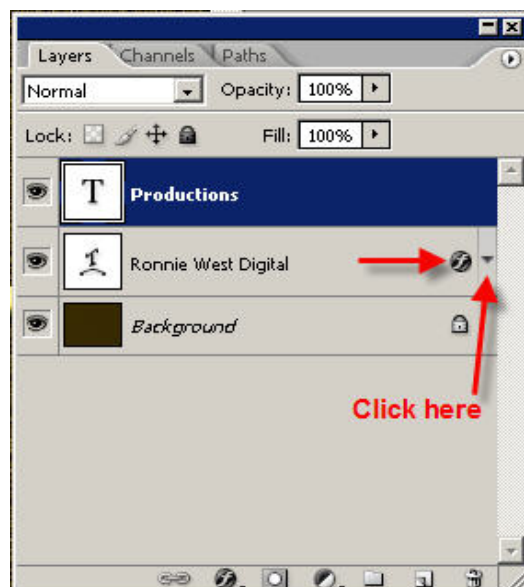 Layers Channels Paths
Normal Opacity: 100%
Lock: Fill: 100%
T Productions
T Ronnie West Digital
Background
Click here